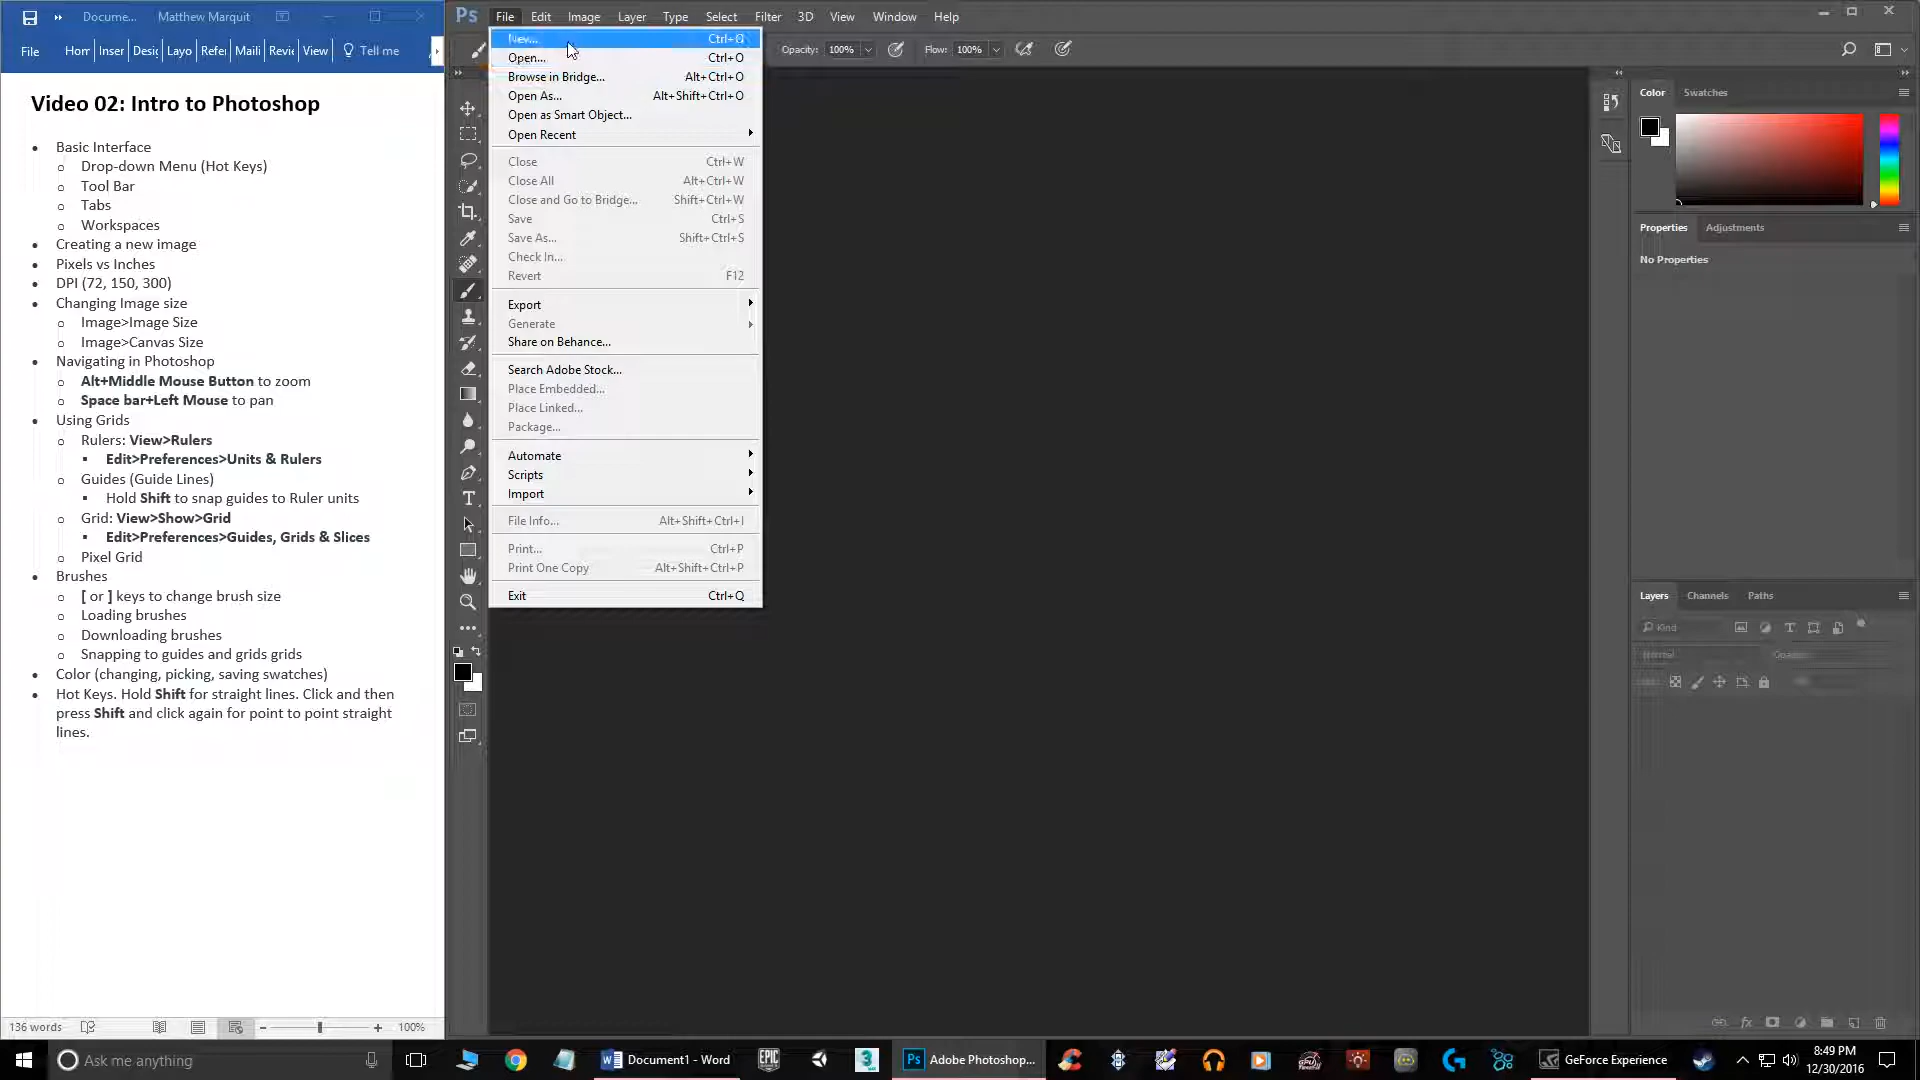 Docume...
Matthew Marquit
File Hom Inser Desig Layo Refer Maili Revie View Tell me
Video 02: Intro to Photoshop
• Basic Interface
o Drop-down Menu (Hot Keys)
o Tool Bar
o Tabs
o Workspaces
• Creating a new image
• Pixels vs Inches
• DPI (72, 150, 300)
• Changing Image size
o Image>Image Size
o Image>Canvas Size
• Navigating in Photoshop
o Alt+Middle Mouse Button to zoom
o Space bar+Left Mouse to pan
• Using Grids
o Rulers: View>Rulers
▪ Edit>Preferences>Units & Rulers
o Guides (Guide Lines)
▪ Hold Shift to snap guides to Ruler units
o Grid: View>Show>Grid
▪ Edit>Preferences>Guides, Grids & Slices
o Pixel Grid
• Brushes
o [ or ] keys to change brush size
o Loading brushes
o Downloading brushes
o Snapping to guides and grids grids
• Color (changing, picking, saving swatches)
• Hot Keys. Hold Shift for straight lines. Click and then
press Shift and click again for point to point straight
lines.
136 words
100%
Ps File Edit Image Layer Type Select Filter 3D View Window Help
Opacity: 100% Flow: 100%
New...
Open... Ctrl+O
Browse in Bridge... Alt+Ctrl+O
Open As... Alt+Shift+Ctrl+O
Open as Smart Object...
Open Recent
Close Ctrl+W
Close All Alt+Ctrl+W
Close and Go to Bridge... Shift+Ctrl+W
Save Ctrl+S
Save As... Shift+Ctrl+S
Check In...
Revert F12
Export
Generate
Share on Behance...
Search Adobe Stock...
Place Embedded...
Place Linked...
Package...
Automate
Scripts
Import
File Info... Alt+Shift+Ctrl+I
Print... Ctrl+P
Print One Copy Alt+Shift+Ctrl+P
Exit Ctrl+Q
Color Swatches
Properties Adjustments
No Properties
Layers Channels Paths
Kind
Normal
fx
Ask me anything
Document1 - Word
EPIC
3
Ps Adobe Photoshop...
GeForce Experience
8:49 PM
12/30/2016